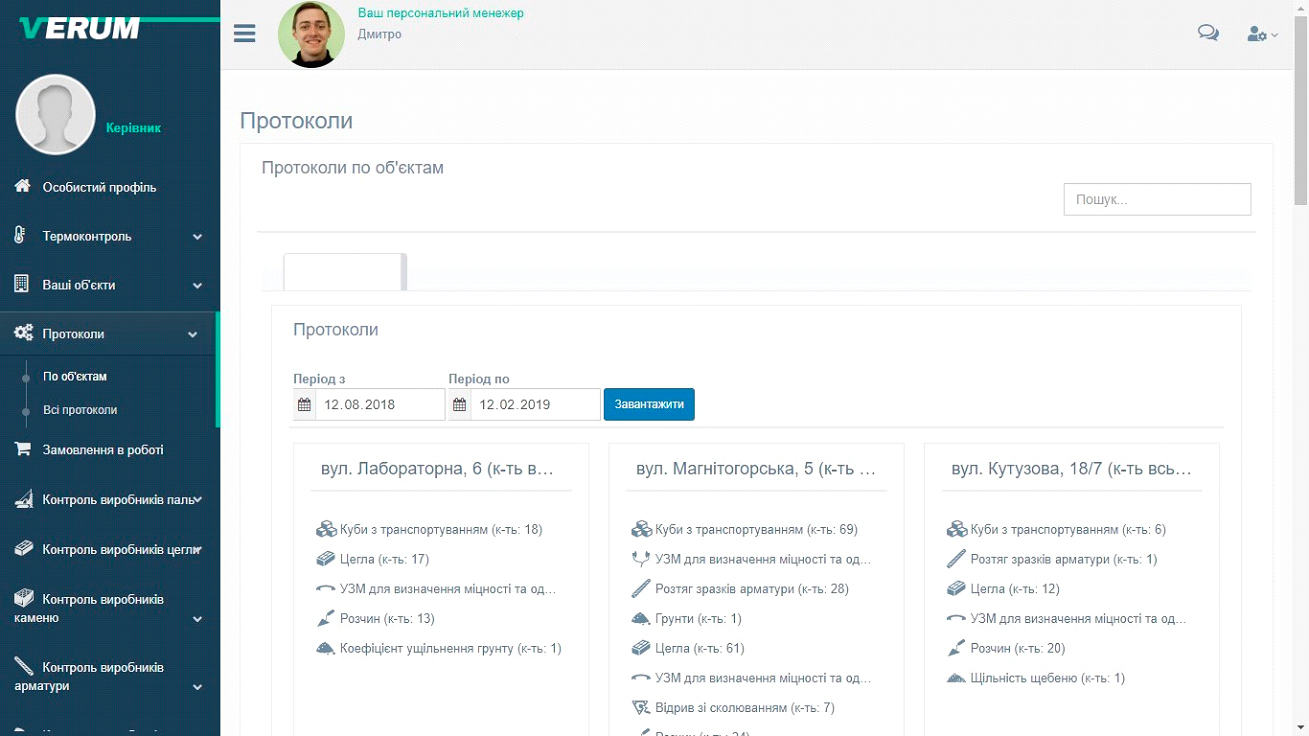 VERUM
Ваш персональний менежер
Дмитро
Керівник
Особистий профіль
Термоконтроль
Ваші об'єкти
Протоколи
По об'єктам
Всі протоколи
Замовлення в роботі
Контроль виробників паль
Контроль виробників цегли
Контроль виробників
каменю
Контроль виробників
арматури
Протоколи
Протоколи по об'єктам
Пошук...
Протоколи
Період з
Період по
12.08.2018
12.02.2019
Завантажити
вул. Лабораторна, 6 (к-ть в...
Куби з транспортуванням (к-ть: 18)
Цегла (к-ть: 17)
УЗМ для визначення міцності та од...
Розчин (к-ть: 13)
Коефіцієнт ущільнення грунту (к-ть: 1)
вул. Магнітогорська, 5 (к-ть ...
Куби з транспортуванням (к-ть: 69)
УЗМ для визначення міцності та од...
Розтяг зразків арматури (к-ть: 28)
Грунти (к-ть: 1)
Цегла (к-ть: 61)
УЗМ для визначення міцності та од...
Відрив зі сколюванням (к-ть: 7)
Розчин (к-ть: 24)
вул. Кутузова, 18/7 (к-ть всь...
Куби з транспортуванням (к-ть: 6)
Розтяг зразків арматури (к-ть: 1)
Цегла (к-ть: 12)
УЗМ для визначення міцності та од...
Розчин (к-ть: 20)
Щільність щебеню (к-ть: 1)